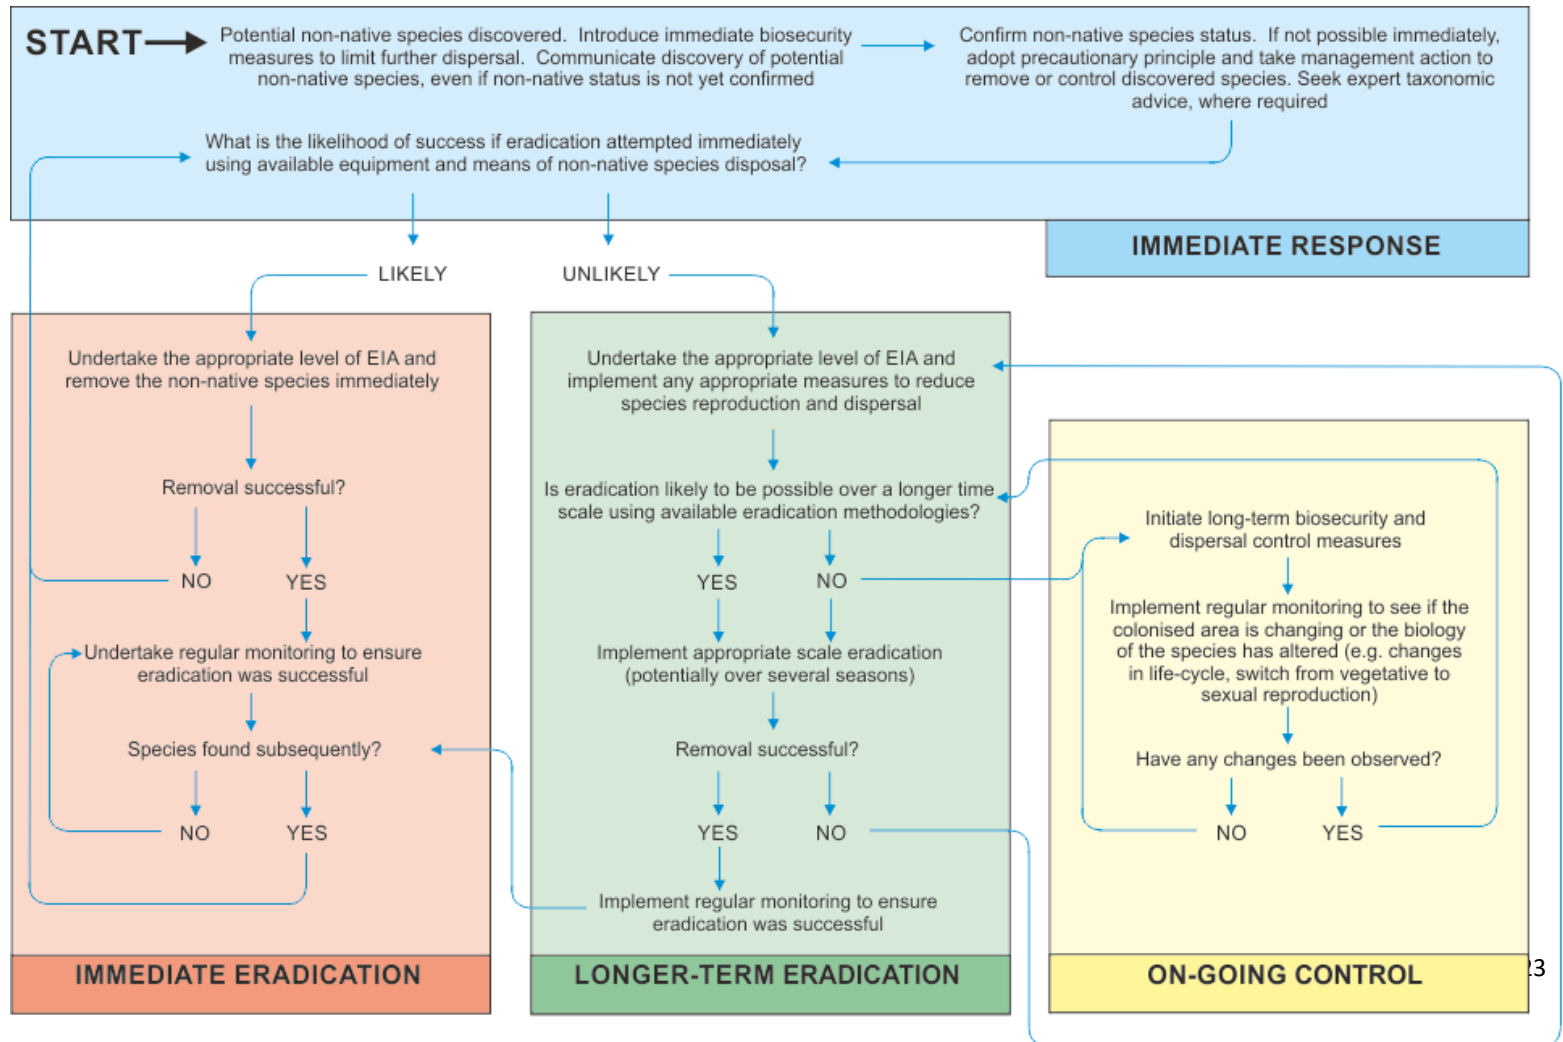 START
Potential non-native species discovered. Introduce immediate biosecurity
measures to limit further dispersal. Communicate discovery of potential
non-native species, even if non-native status is not yet confirmed
Confirm non-native species status. If not possible immediately,
adopt precautionary principle and take management action to
remove or control discovered species. Seek expert taxonomic
advice, where required
What is the likelihood of success if eradication attempted immediately
using available equipment and means of non-native species disposal?
IMMEDIATE RESPONSE
LIKELY
UNLIKELY
Undertake the appropriate level of EIA and
remove the non-native species immediately
Removal successful?
NO
YES
Undertake regular monitoring to ensure
eradication was successful
Species found subsequently?
NO
YES
IMMEDIATE ERADICATION
Undertake the appropriate level of EIA and
implement any appropriate measures to reduce
species reproduction and dispersal
Is eradication likely to be possible over a longer time
scale using available eradication methodologies?
YES
NO
Implement appropriate scale eradication
(potentially over several seasons)
Removal successful?
YES
NO
Implement regular monitoring to ensure
eradication was successful
LONGER-TERM ERADICATION
Initiate long-term biosecurity and
dispersal control measures
Implement regular monitoring to see if the
colonised area is changing or the biology
of the species has altered (e.g. changes
in life-cycle, switch from vegetative to
sexual reproduction)
Have any changes been observed?
NO
YES
ON-GOING CONTROL